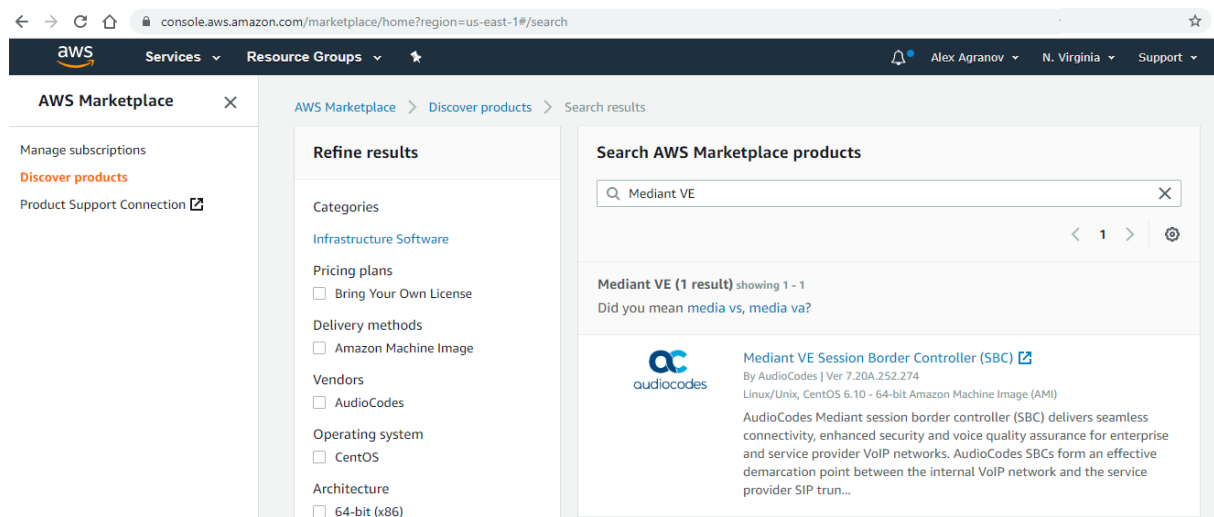 console.aws.amazon.com/marketplace/home?region=us-east-1#/search
aws Services Resource Groups Alex Agranov N. Virginia Support
AWS Marketplace
Manage subscriptions
Discover products
Product Support Connection
AWS Marketplace > Discover products > Search results
Refine results
Categories
Infrastructure Software
Pricing plans
Bring Your Own License
Delivery methods
Amazon Machine Image
Vendors
AudioCodes
Operating system
CentOS
Architecture
64-bit (x86)
Search AWS Marketplace products
Mediant VE
1
Mediant VE (1 result) showing 1 - 1
Did you mean media vs, media va?
audiocodes
Mediant VE Session Border Controller (SBC)
By AudioCodes | Ver 7.20A.252.274
Linux/Unix, CentOS 6.10 - 64-bit Amazon Machine Image (AMI)
AudioCodes Mediant session border controller (SBC) delivers seamless
connectivity, enhanced security and voice quality assurance for enterprise
and service provider VoIP networks. AudioCodes SBCs form an effective
demarcation point between the internal VoIP network and the service
provider SIP trun...